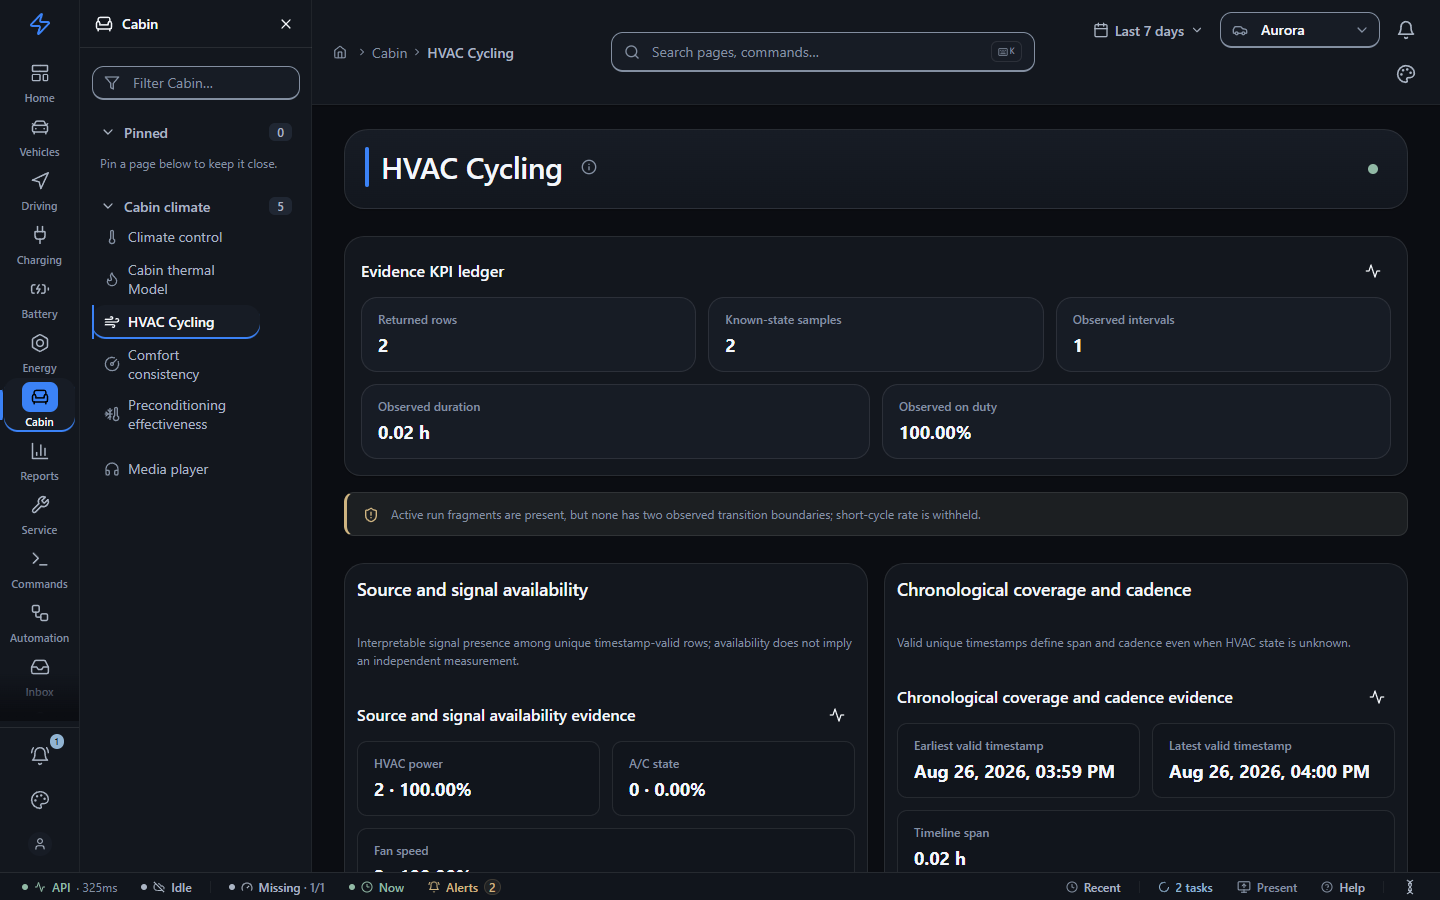 Home
Vehicles
Driving
Charging
Battery
Energy
Cabin
Reports
Service
Commands
Automation
Inbox
1
Cabin
Filter Cabin...
Pinned 0
Pin a page below to keep it close.
Cabin climate 5
Climate control
Cabin thermal
Model
HVAC Cycling
Comfort
consistency
Preconditioning
effectiveness
Media player
Cabin HVAC Cycling
Search pages, commands... K
Last 7 days
Aurora
HVAC Cycling
Evidence KPI ledger
Returned rows
2
Known-state samples
2
Observed intervals
1
Observed duration
0.02 h
Observed on duty
100.00%
Active run fragments are present, but none has two observed transition boundaries; short-cycle rate is withheld.
Source and signal availability
Interpretable signal presence among unique timestamp-valid rows; availability does not imply
an independent measurement.
Source and signal availability evidence
HVAC power
2 · 100.00%
A/C state
0 · 0.00%
Fan speed
Chronological coverage and cadence
Valid unique timestamps define span and cadence even when HVAC state is unknown.
Chronological coverage and cadence evidence
Earliest valid timestamp
Aug 26, 2026, 03:59 PM
Latest valid timestamp
Aug 26, 2026, 04:00 PM
Timeline span
0.02 h
API · 325ms
Idle
Missing · 1/1
Now
Alerts 2
Recent
2 tasks
Present
Help